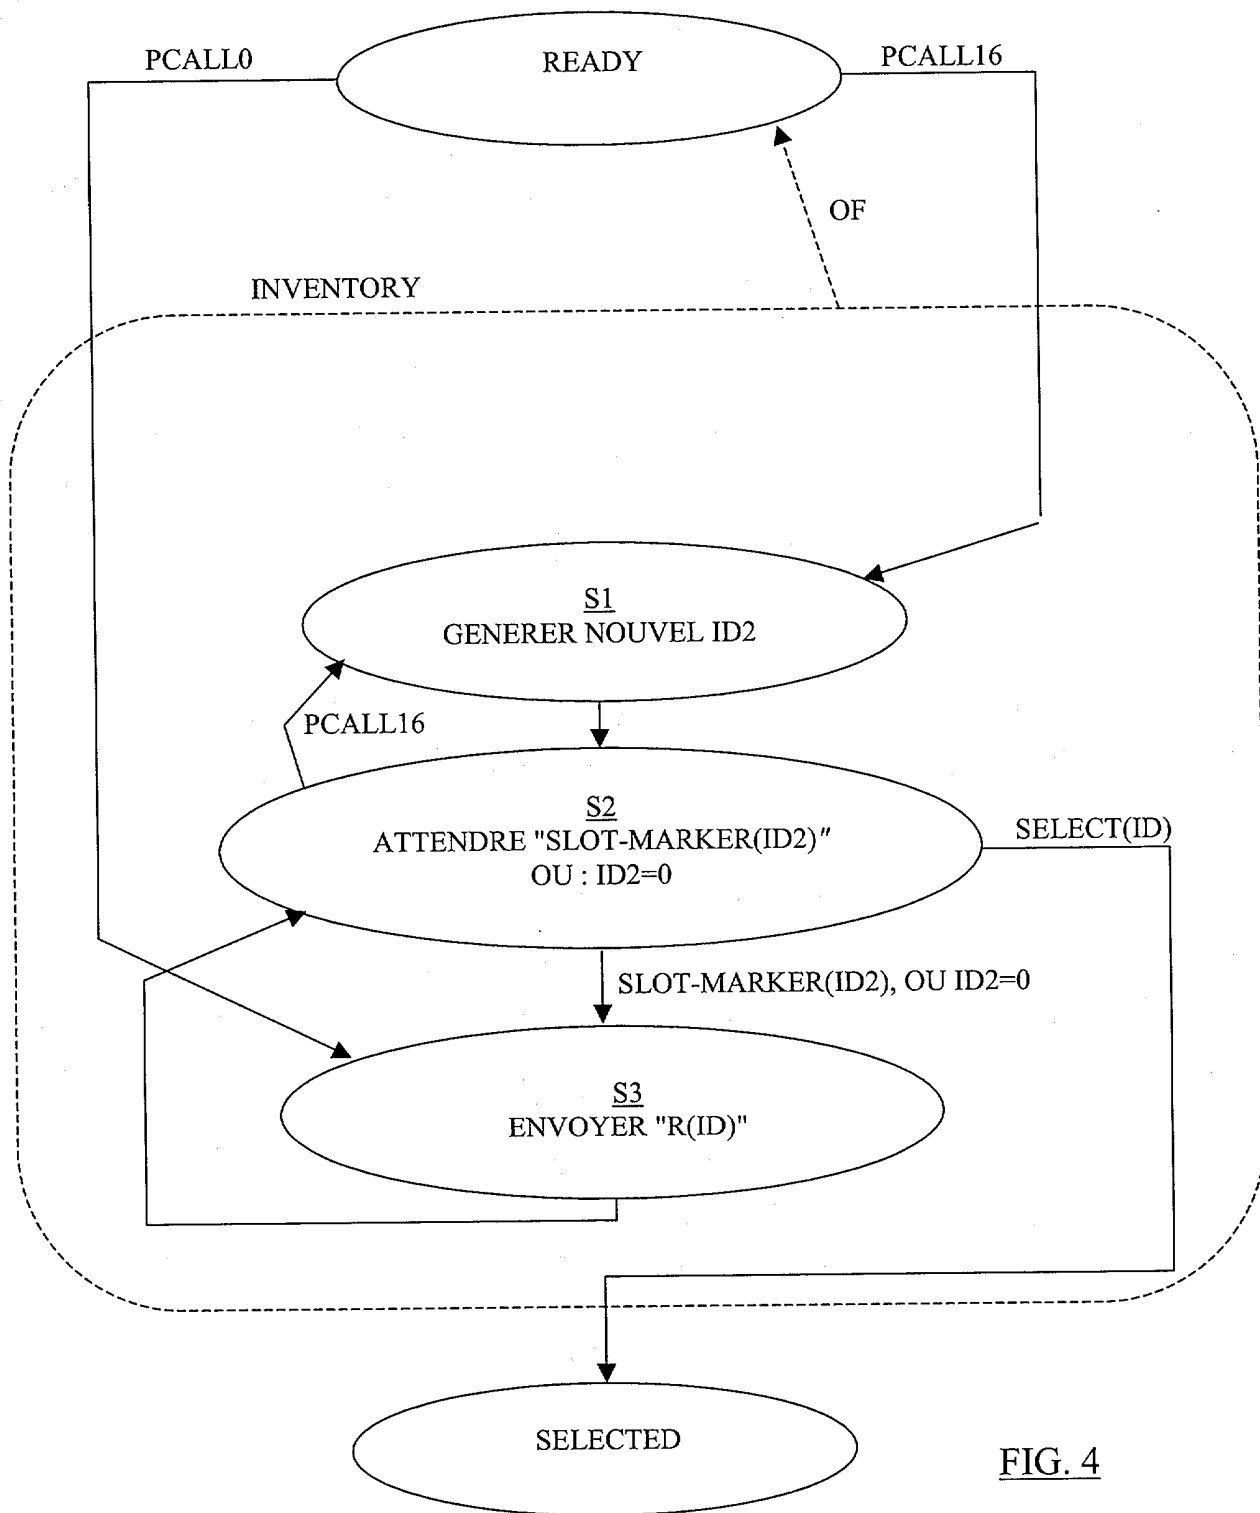 PCALL0
READY
PCALL16
OF
INVENTORY
S1
GENERER NOUVEL ID2
PCALL16
S2
ATTENDRE "SLOT-MARKER(ID2)"
OU : ID2=0
SELECT(ID)
SLOT-MARKER(ID2), OU ID2=0
S3
ENVOYER "R(ID)"
SELECTED
FIG. 4